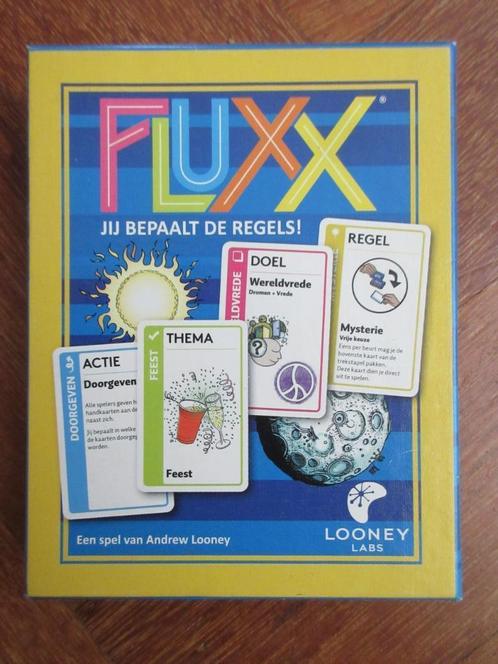 FLUXX®
JIJ BEPAALT DE REGELS!
REGEL
Mysterie
Vrije keuze
Eens per beurt mag je de
bovenste kaart van de
trekstapel pakken.
Deze kaart dien je direct
uit te spelen.
DOEL
Wereldvrede
Dromen + Vrede
LDVREDE
THEMA
FEEST
Feest
ACTIE
DOORGEVEN
Doorgeven
Alle spelers geven h
handkaarten aan de
naast zich.
Jij bepaalt in welke
de kaarten doorge
worden.
Een spel van Andrew Looney
LOONEY
LABS